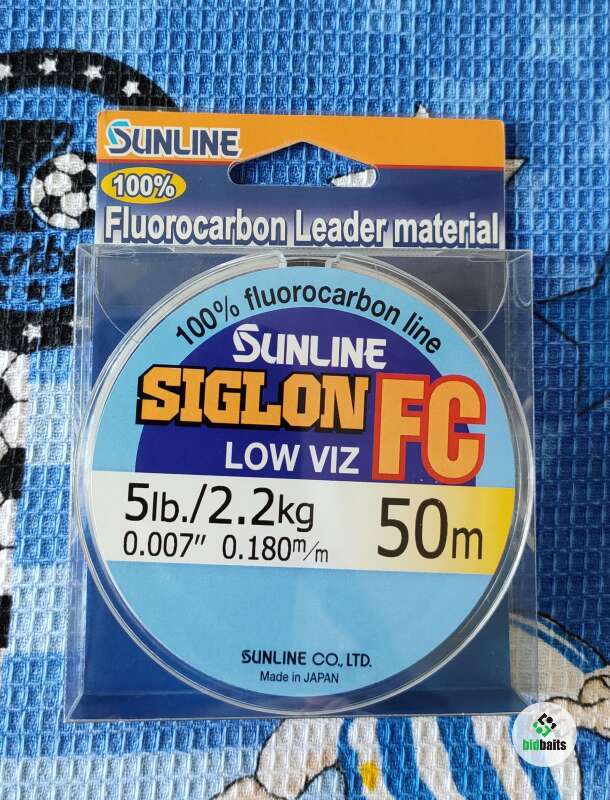 SUNLINE
100%
Fluorocarbon Leader material
100% fluorocarbon line
SUNLINE
SIGLON FC
LOW VIZ
5lb./2.2kg
0.007″ 0.180m/m
50m
SUNLINE CO., LTD.
Made in JAPAN
bidbaits